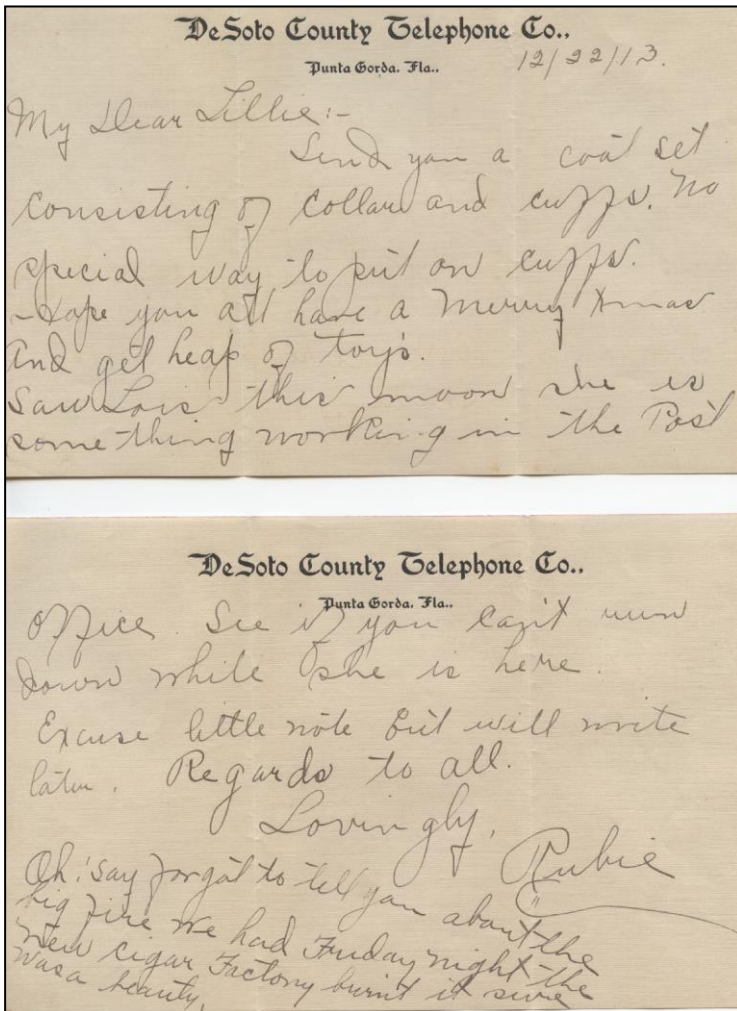 DeSoto County Telephone Co.,
Punta Gorda. Fla..
12/22/13.
My Dear Lillie:-
Send you a coat set
consisting of collar and cuffs. No
special way to put on cuffs.
Hope you all have a Merry Xmas
and get heap of toys.
Saw Lois this noon she is
something working in the Post
DeSoto County Telephone Co.,
Punta Gorda. Fla..
Office. See if you can't run
down while she is here.
Excuse little note but will write
later. Regards to all.
Lovingly,
Rubie
Oh! say forgot to tell you about the
big fire we had Friday night the
new cigar Factory burnt it sure
was a beauty.